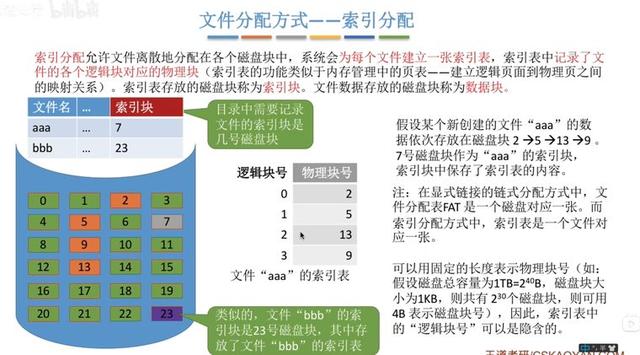 文件分配方式——索引分配
索引分配允许文件离散地分配在各个磁盘块中，系统会为每个文件建立一张索引表，索引表中记录了文
件的各个逻辑块对应的物理块（索引表的功能类似于内存管理中的页表——建立逻辑页面到物理页之间
的映射关系）。索引表存放的磁盘块称为索引块。文件数据存放的磁盘块称为数据块。
文件名 … 索引块
aaa … 7
bbb … 23
目录中需要记录
文件的索引块是
几号磁盘块
0 1 2 3
4 5 6 7
8 9 10 11
12 13 14 15
16 17 18 19
20 21 22 23
逻辑块号 物理块号
0 2
1 5
2 13
3 9
文件“aaa”的索引表
类似的，文件“bbb”的索
引块是23号磁盘块，其中存
放了文件“bbb”的索引表
假设某个新创建的文件“aaa”的数
据依次存放在磁盘块 2→5→13→9 。
7号磁盘块作为“aaa”的索引块，
索引块中保存了索引表的内容。
注：在显式链接的链式分配方式中，文
件分配表FAT 是一个磁盘对应一张。而
索引分配方式中，索引表是一个文件对
应一张。
可以用固定的长度表示物理块号（如：
假设磁盘总容量为1TB=2⁴⁰B，磁盘块大
小为1KB，则共有 2³⁰个磁盘块，则可用
4B 表示磁盘块号），因此，索引表中
的“逻辑块号”可以是隐含的。